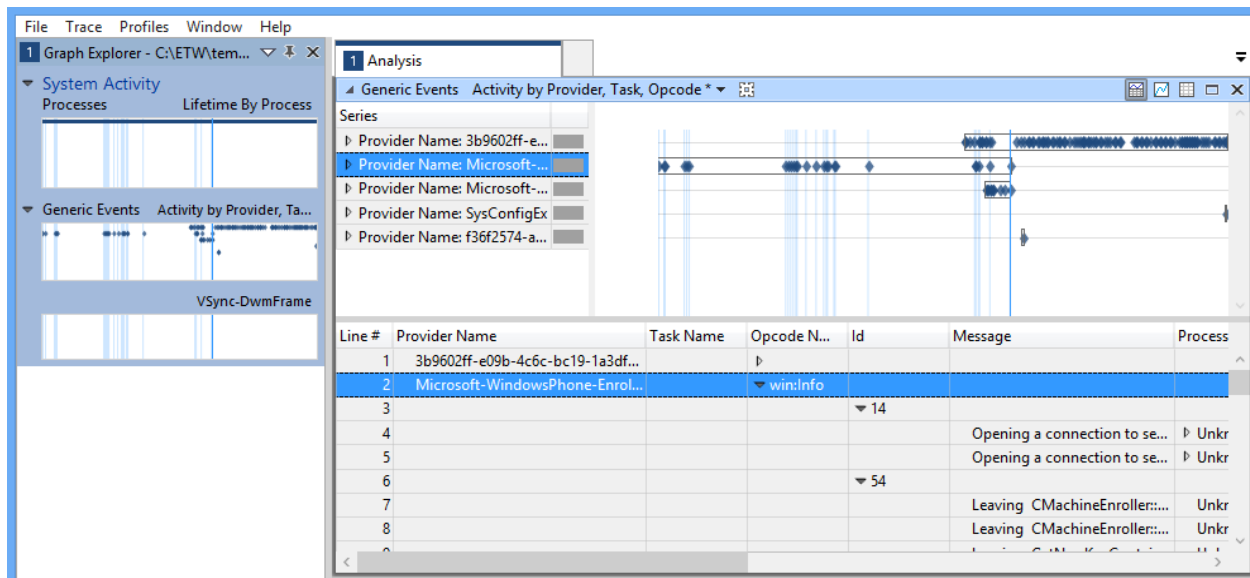 File Trace Profiles Window Help
1 Graph Explorer - C:\ETW\tem...
System Activity
Processes Lifetime By Process
Generic Events Activity by Provider, Ta...
VSync-DwmFrame
1 Analysis
Generic Events Activity by Provider, Task, Opcode *
Series
Provider Name: 3b9602ff-e...
Provider Name: Microsoft-...
Provider Name: Microsoft-...
Provider Name: SysConfigEx
Provider Name: f36f2574-a...
Line # Provider Name Task Name Opcode N... Id Message Process
1 3b9602ff-e09b-4c6c-bc19-1a3df...
2 Microsoft-WindowsPhone-Enrol... win:Info
3 14
4 Opening a connection to se... Unkr
5 Opening a connection to se... Unkr
6 54
7 Leaving CMachineEnroller::... Unkr
8 Leaving CMachineEnroller::... Unkr